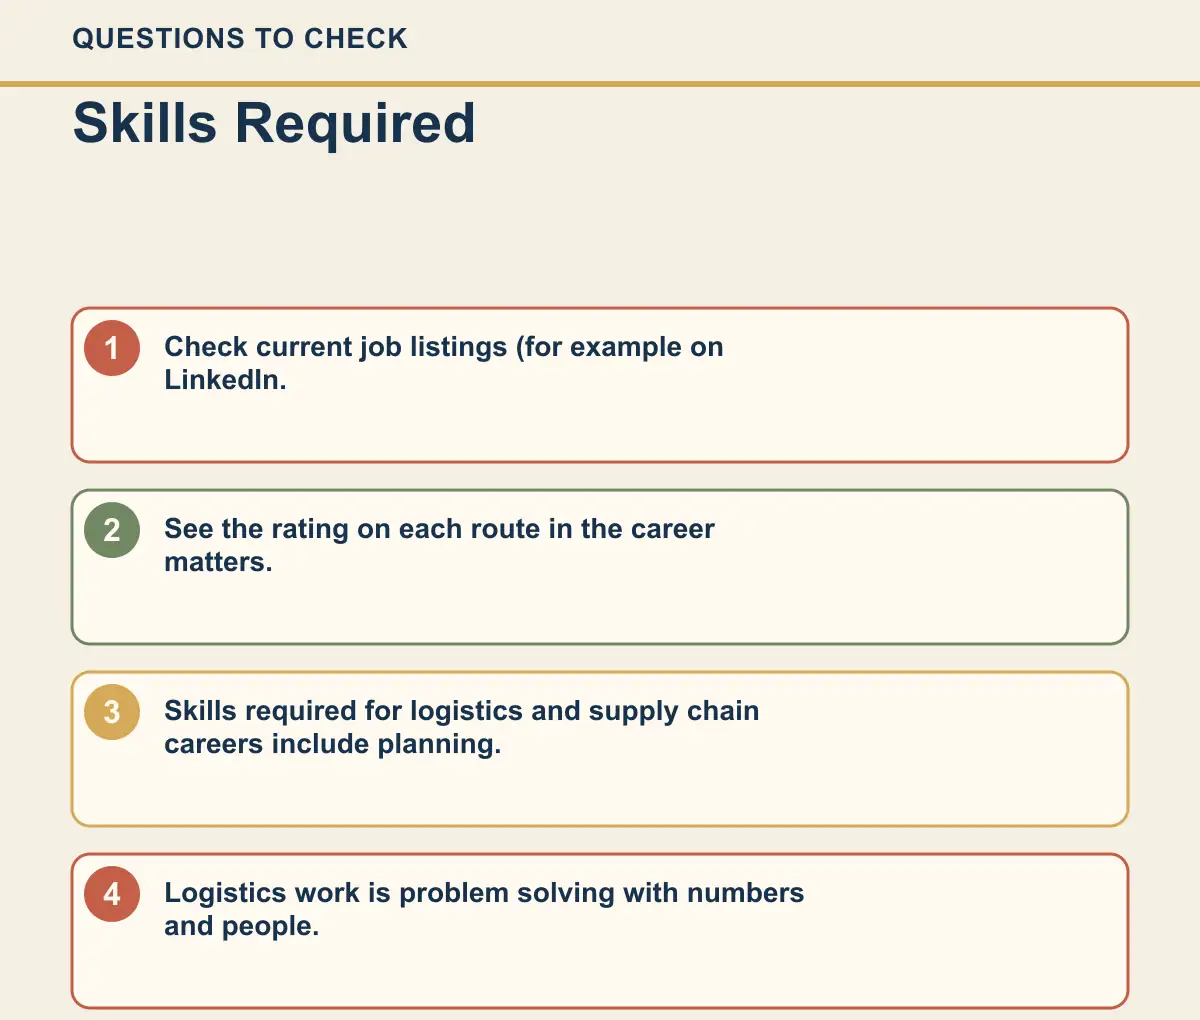 QUESTIONS TO CHECK
Skills Required
1
Check current job listings (for example on
LinkedIn.
2
See the rating on each route in the career
matters.
3
Skills required for logistics and supply chain
careers include planning.
4
Logistics work is problem solving with numbers
and people.